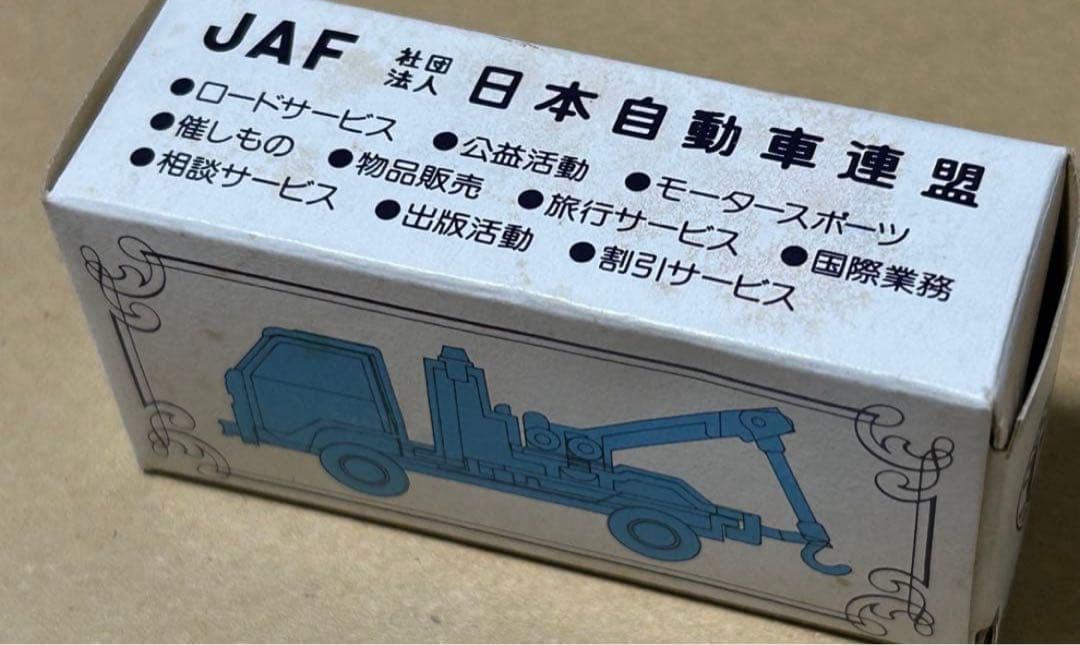 JAF 社団法人 日本自動車連盟
●ロードサービス ●公益活動 ●モータースポーツ
●催しもの ●物品販売 ●旅行サービス ●国際業務
●相談サービス ●出版活動 ●割引サービス